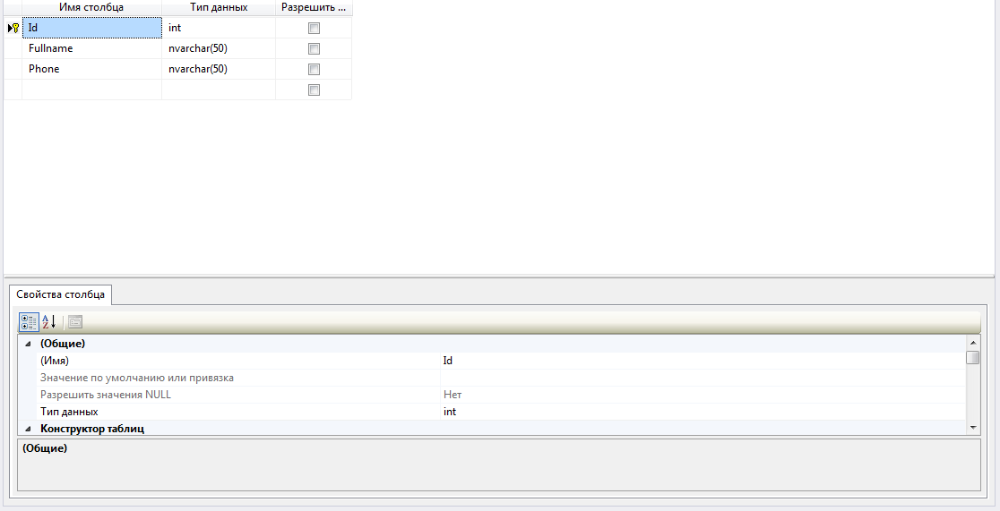 Имя столбца Тип данных Разрешить ...
Id int
Fullname nvarchar(50)
Phone nvarchar(50)
Свойства столбца
(Общие)
(Имя) Id
Значение по умолчанию или привязка
Разрешить значения NULL Нет
Тип данных int
Конструктор таблиц
(Общие)